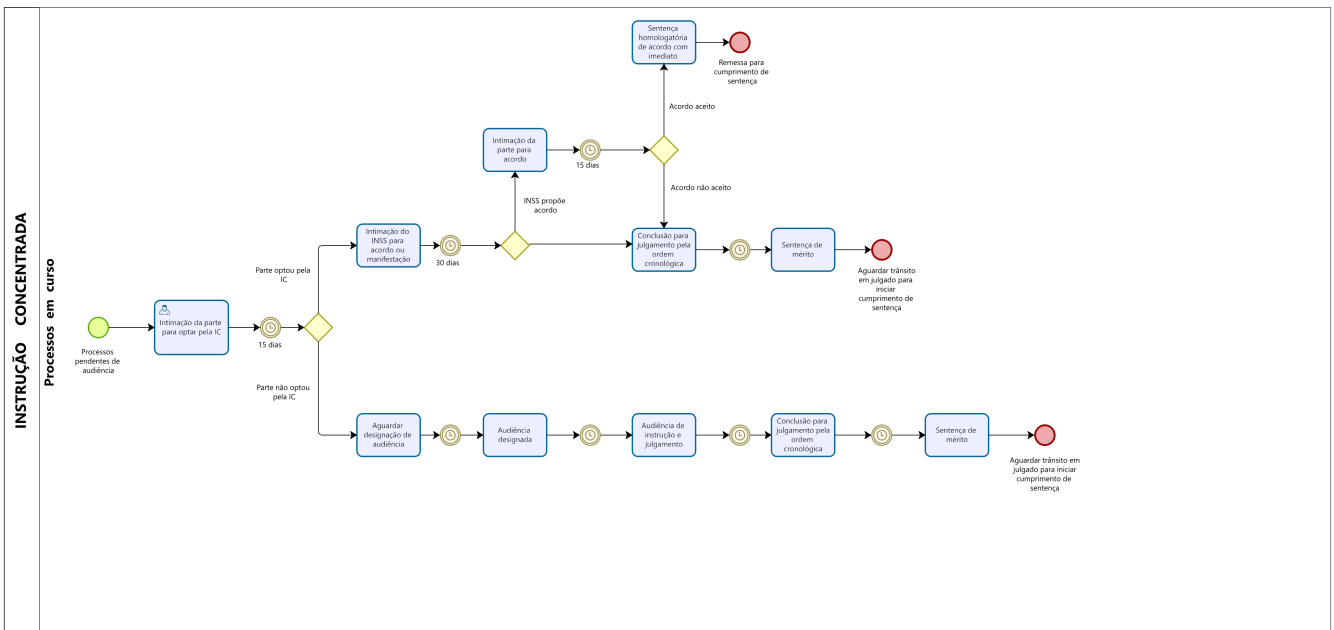 INSTRUÇÃO CONCENTRADA
Processos em curso
Sentença
homologatória
de acordo com
imediato
Remessa para
cumprimento de
sentença
Acordo aceito
Intimação da
parte para
acordo
15 dias
Acordo não aceito
INSS propõe
acordo
Intimação do
INSS para
acordo ou
manifestação
30 dias
Conclusão para
julgamento pela
ordem
cronológica
Sentença de
mérito
Aguardar trânsito
em julgado para
iniciar
cumprimento de
sentença
Parte optou pela
IC
Intimação da parte
para optar pela IC
15 dias
Processos
pendentes de
audiência
Parte não optou
pela IC
Aguardar
designação de
audiência
Audiência
designada
Audiência de
instrução e
julgamento
Conclusão para
julgamento pela
ordem
cronológica
Sentença de
mérito
Aguardar trânsito em
julgado para iniciar
cumprimento de
sentença